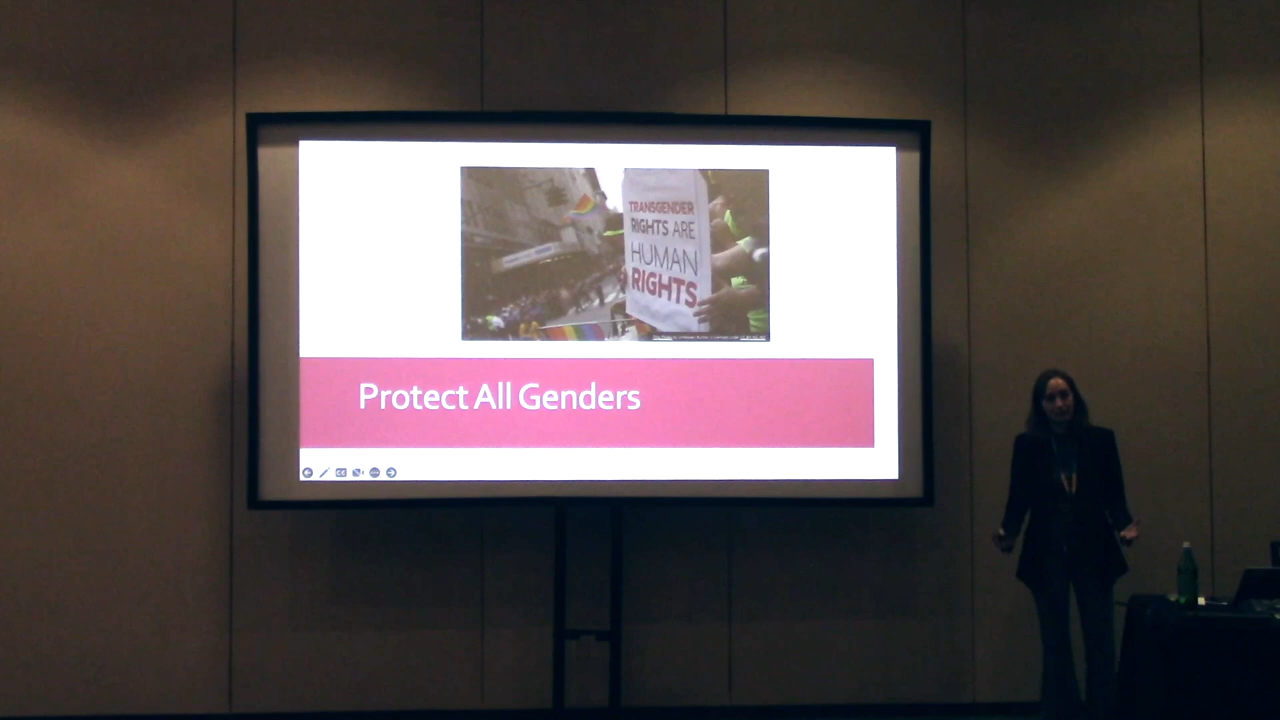 TRANSGENDER
RIGHTS ARE
HUMAN
RIGHTS
Protect All Genders